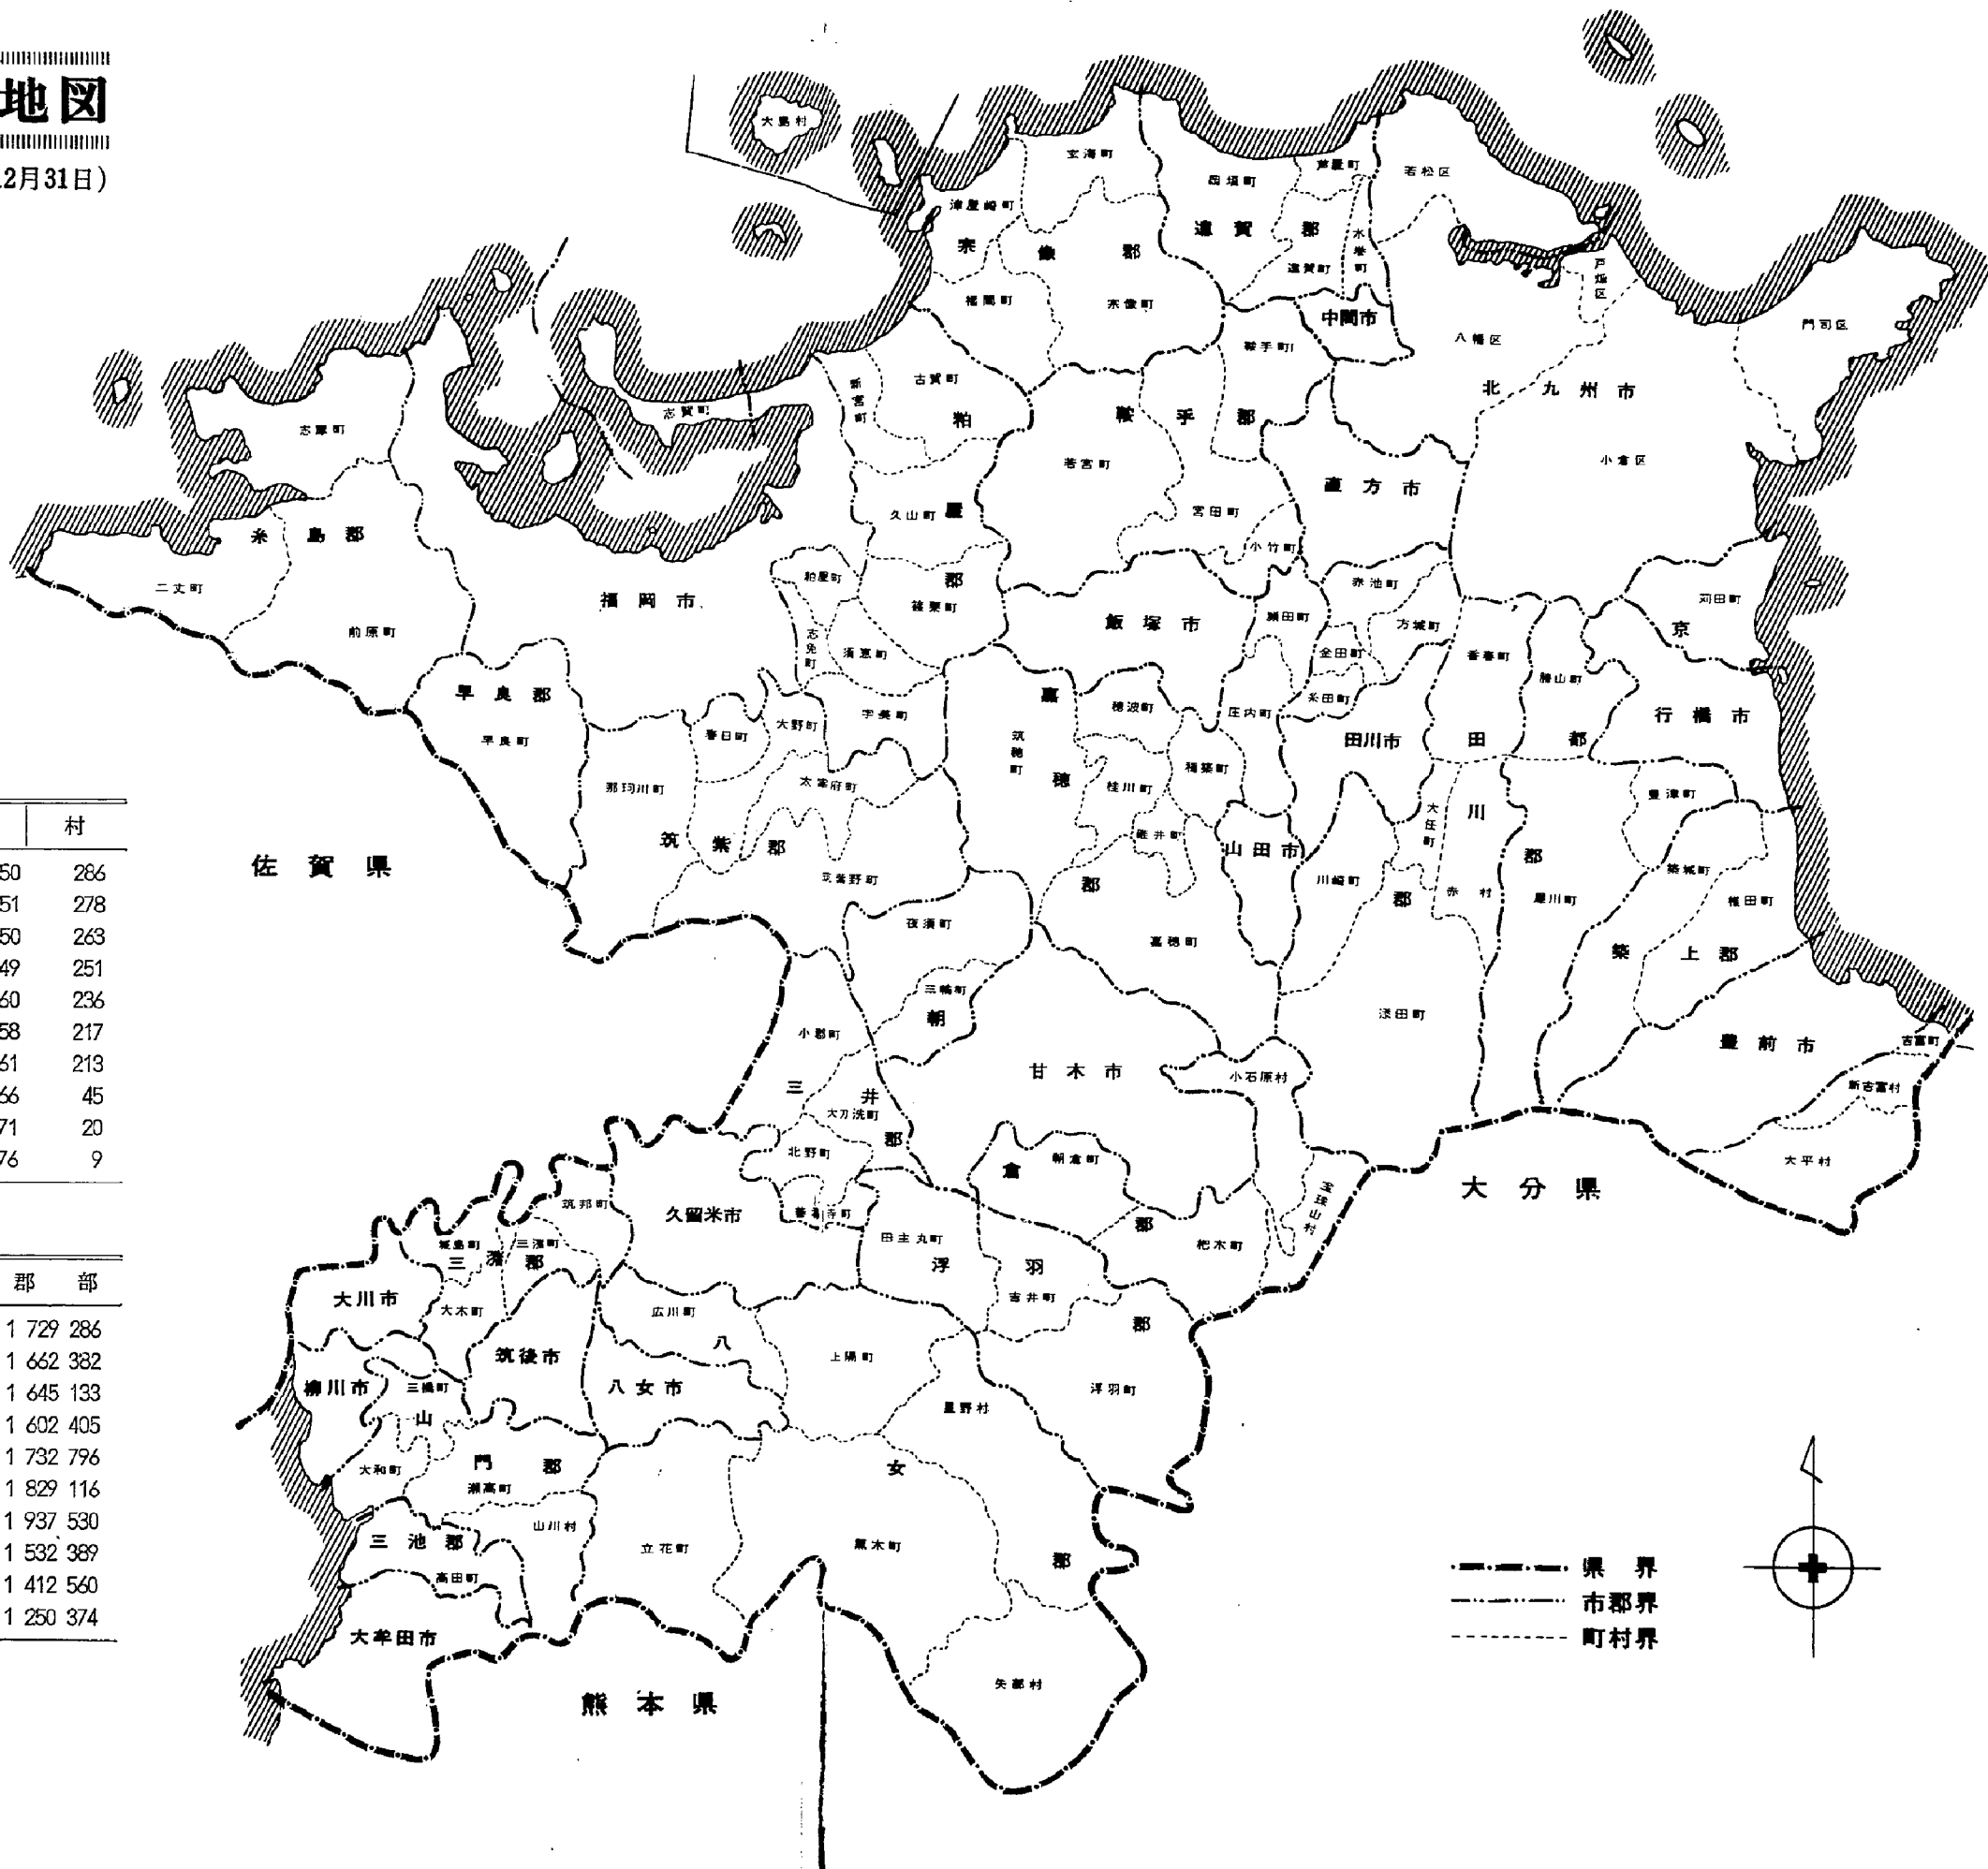 地図
12月31日）
村
50 286
51 278
50 263
49 251
60 236
58 217
61 213
66 45
71 20
76 9
郡 部
1 729 286
1 662 382
1 645 133
1 602 405
1 732 796
1 829 116
1 937 530
1 532 389
1 412 560
1 250 374
大島村
玄海町
津屋崎町
宗像郡
福間町
宗像町
岡垣町
芦屋町
遠賀郡
水巻町
遠賀町
中間市
若松区
戸畑区
八幡区
門司区
北九州市
小倉区
鞍手町
鞍手郡
若宮町
宮田町
小竹町
直方市
新宮町
古賀町
粕屋郡
久山町
粕屋町
篠栗町
志免町
須恵町
宇美町
志賀町
志摩町
糸島郡
二丈町
前原町
福岡市
早良郡
早良町
那珂川町
春日町
大野町
太宰府町
筑紫郡
筑紫野町
飯塚市
嘉穂郡
筑穂町
穂波町
桂川町
稲築町
碓井町
嘉穂町
頴田町
庄内町
山田市
赤池町
方城町
金田町
糸田町
田川市
香春町
田川郡
大任町
川崎町
赤村
添田町
苅田町
京都郡
勝山町
行橋市
豊津町
犀川町
築城町
椎田町
築上郡
豊前市
吉富町
新吉富村
大平村
佐賀県
夜須町
三輪町
朝倉郡
甘木市
小石原村
宝珠山村
朝倉町
杷木町
小郡町
三井郡
大刀洗町
北野町
善導寺町
久留米市
田主丸町
浮羽郡
吉井町
浮羽町
筑邦町
城島町
三潴町
三潴郡
大木町
大川市
筑後市
柳川市
三橋町
山門郡
大和町
瀬高町
山川村
三池郡
高田町
大牟田市
広川町
八女市
八女郡
上陽町
星野村
立花町
黒木町
矢部村
大分県
熊本県
県界
市郡界
町村界